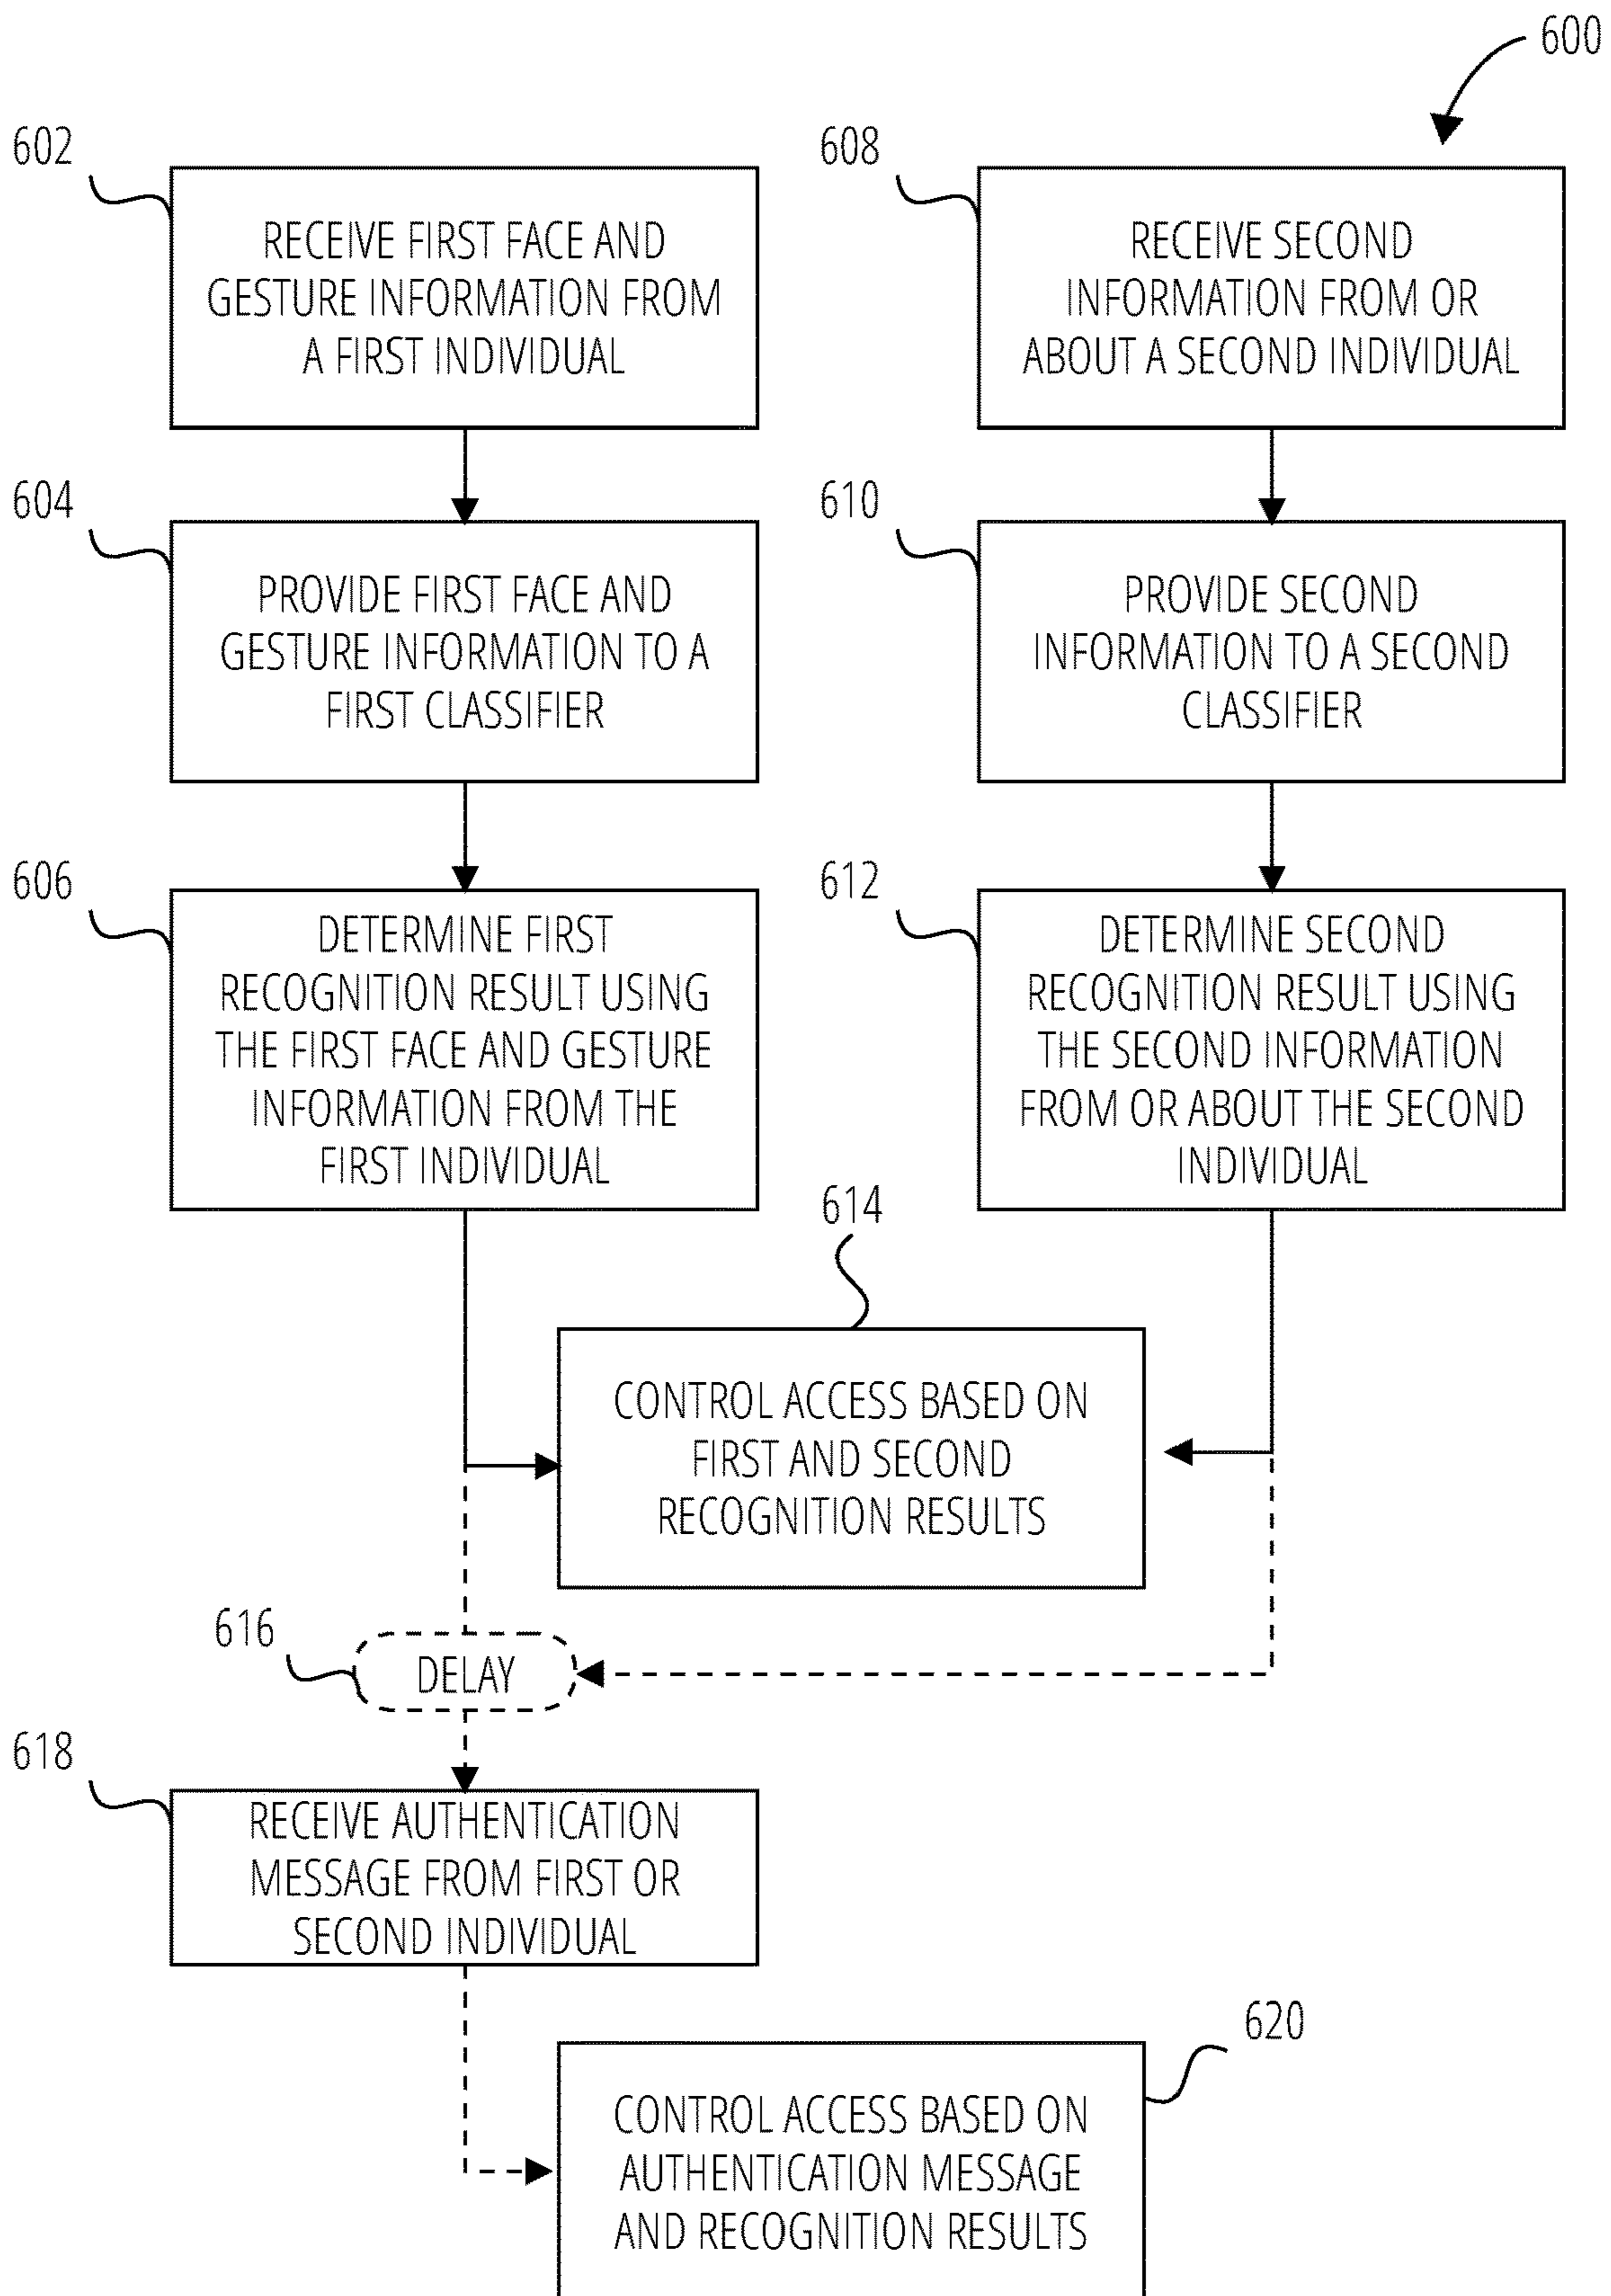 600
602
RECEIVE FIRST FACE AND
GESTURE INFORMATION FROM
A FIRST INDIVIDUAL
608
RECEIVE SECOND
INFORMATION FROM OR
ABOUT A SECOND INDIVIDUAL
604
PROVIDE FIRST FACE AND
GESTURE INFORMATION TO A
FIRST CLASSIFIER
610
PROVIDE SECOND
INFORMATION TO A SECOND
CLASSIFIER
606
DETERMINE FIRST
RECOGNITION RESULT USING
THE FIRST FACE AND GESTURE
INFORMATION FROM THE
FIRST INDIVIDUAL
612
DETERMINE SECOND
RECOGNITION RESULT USING
THE SECOND INFORMATION
FROM OR ABOUT THE SECOND
INDIVIDUAL
614
CONTROL ACCESS BASED ON
FIRST AND SECOND
RECOGNITION RESULTS
616
DELAY
618
RECEIVE AUTHENTICATION
MESSAGE FROM FIRST OR
SECOND INDIVIDUAL
620
CONTROL ACCESS BASED ON
AUTHENTICATION MESSAGE
AND RECOGNITION RESULTS